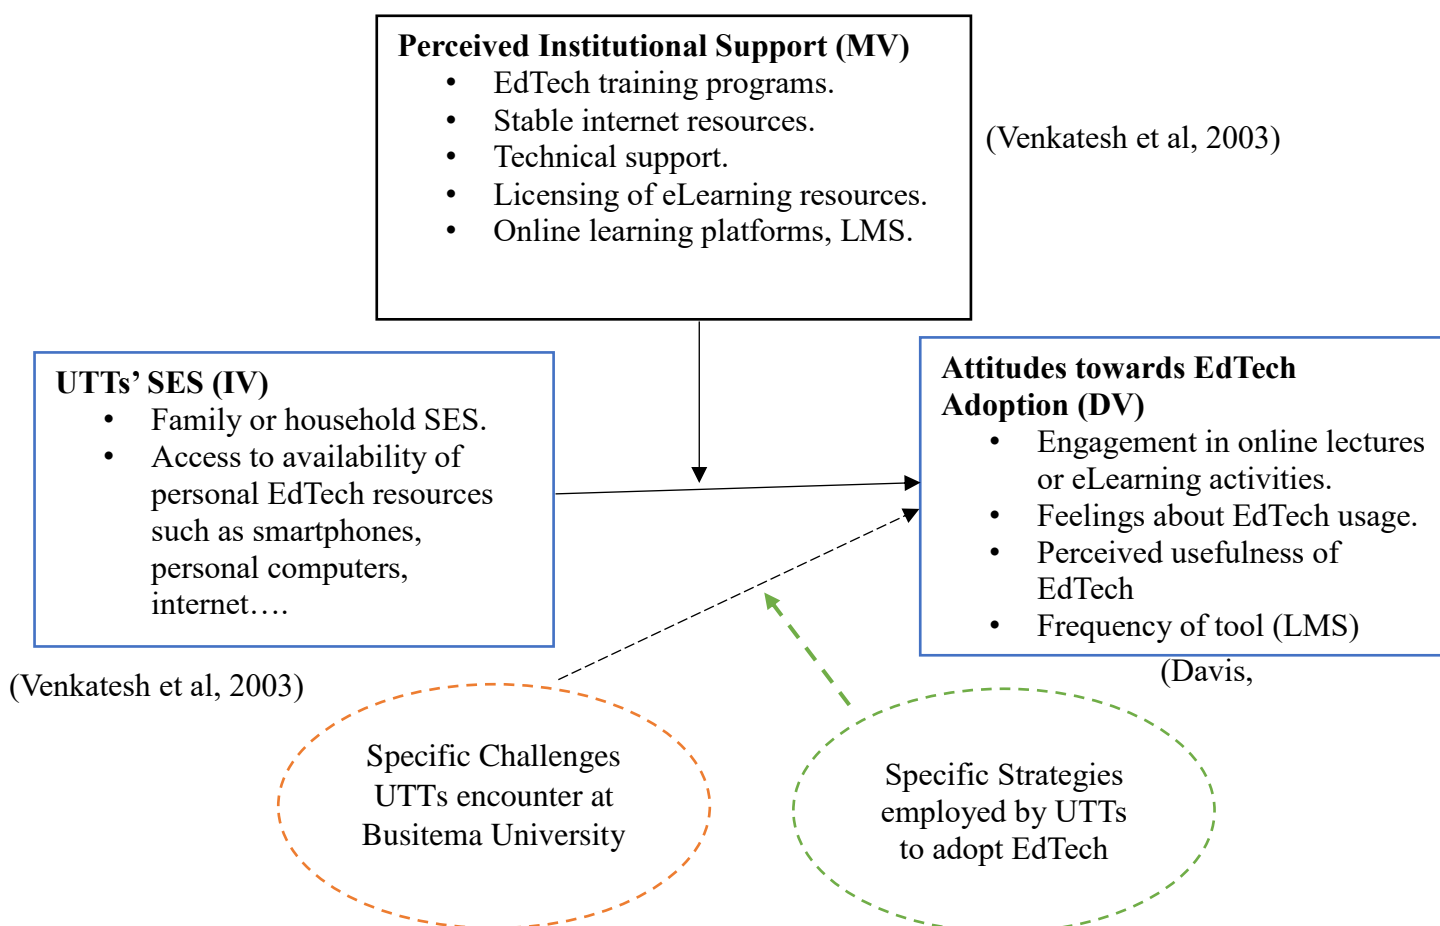 Perceived Institutional Support (MV)
• EdTech training programs.
• Stable internet resources.
• Technical support.
• Licensing of eLearning resources.
• Online learning platforms, LMS.
(Venkatesh et al, 2003)
UTTs’ SES (IV)
• Family or household SES.
• Access to availability of
personal EdTech resources
such as smartphones,
personal computers,
internet….
(Venkatesh et al, 2003)
Attitudes towards EdTech
Adoption (DV)
• Engagement in online lectures
or eLearning activities.
• Feelings about EdTech usage.
• Perceived usefulness of
EdTech
• Frequency of tool (LMS)
(Davis,
Specific Challenges
UTTs encounter at
Busitema University
Specific Strategies
employed by UTTs
to adopt EdTech